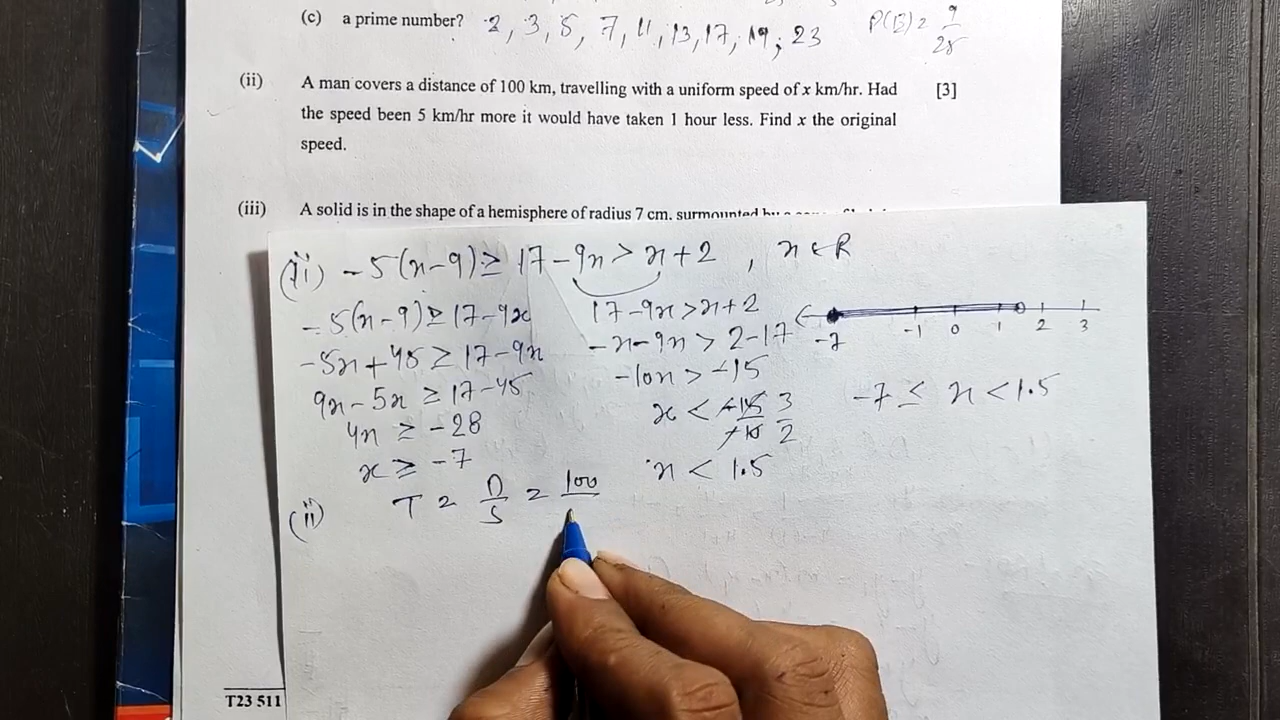 (c) a prime number? 2, 3, 5, 7, 11, 13, 17, 19, 23 P(E) = 9/25
(ii) A man covers a distance of 100 km, travelling with a uniform speed of x km/hr. Had [3]
the speed been 5 km/hr more it would have taken 1 hour less. Find x the original
speed.
(iii) A solid is in the shape of a hemisphere of radius 7 cm, surmounted by a cone
(ii) -5(x-9) ≥ 17-9x > x+2 , x ∈ R
-5(x-9) ≥ 17-9x
-5x+45 ≥ 17-9x
9x-5x ≥ 17-45
4x ≥ -28
x ≥ -7
17-9x > x+2
-x-9x > 2-17
-10x > -15
x < -15/-10 3/2
x < 1.5
-7 -1 0 1 2 3
-7 ≤ x < 1.5
(ii) T = D/S = 100
T23 511